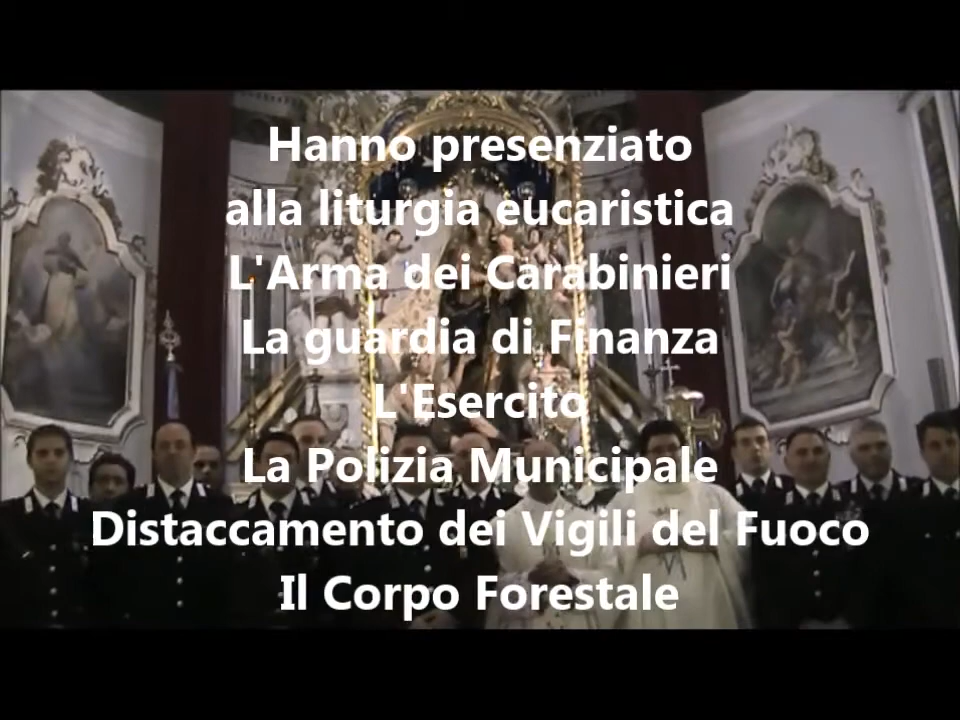 Hanno presenziato
alla liturgia eucaristica
L'Arma dei Carabinieri
La guardia di Finanza
L'Esercito
La Polizia Municipale
Distaccamento dei Vigili del Fuoco
Il Corpo Forestale